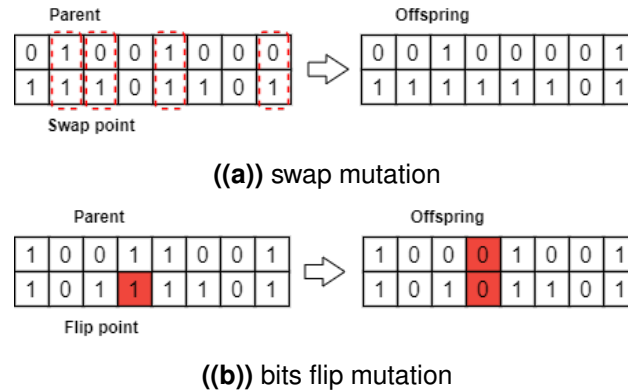 Parent Offspring
0 1 0 0 1 0 0 0 0 0 1 0 0 0 0 1
1 1 1 0 1 1 0 1 1 1 1 1 1 1 0 1
Swap point
((a)) swap mutation
Parent Offspring
1 0 0 1 1 0 0 1 1 0 0 0 1 0 0 1
1 0 1 1 1 1 0 1 1 0 1 0 1 1 0 1
Flip point
((b)) bits flip mutation